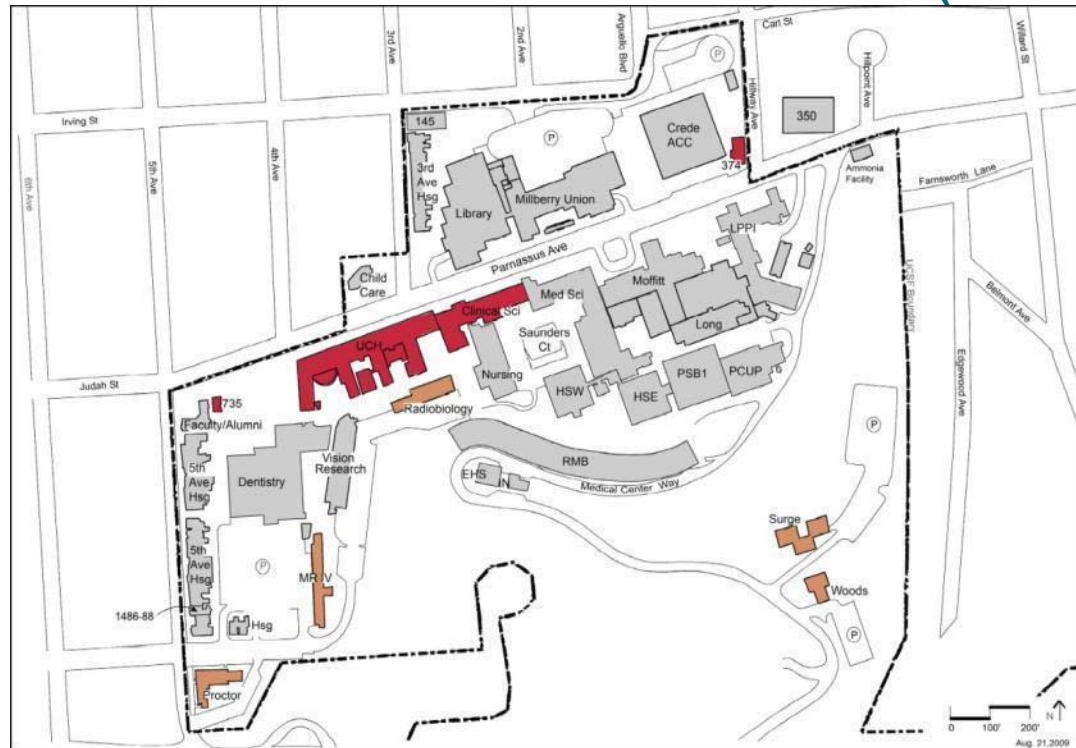 Carl St
Willard St
3rd Ave
2nd Ave
Arguello Blvd
Hillpoint Ave
P
Hillway Ave
Irving St
145
P
Crede
ACC
350
5th Ave
4th Ave
6th Ave
3rd
Ave
Hsg
374
Ammonia
Facility
Farnsworth Lane
Library
Millberry Union
LPPI
Parnassus Ave
Child
Care
Moffitt
UCSF Boundary
Med Sci
Clinical Sci
Belmont Ave
Long
Saunders
Ct
UCH
Edgewood Ave
Nursing
PSB1
PCUP
6
Judah St
HSW
HSE
Radiobiology
735
Faculty/Alumni
P
Vision
Research
RMB
5th
Ave
Hsg
Dentistry
EHS
IN
Medical Center Way
Surge
5th
Ave
Hsg
P
MR IV
Woods
1486-88
Hsg
P
Proctor
0 100' 200'
N
Aug. 21,2009